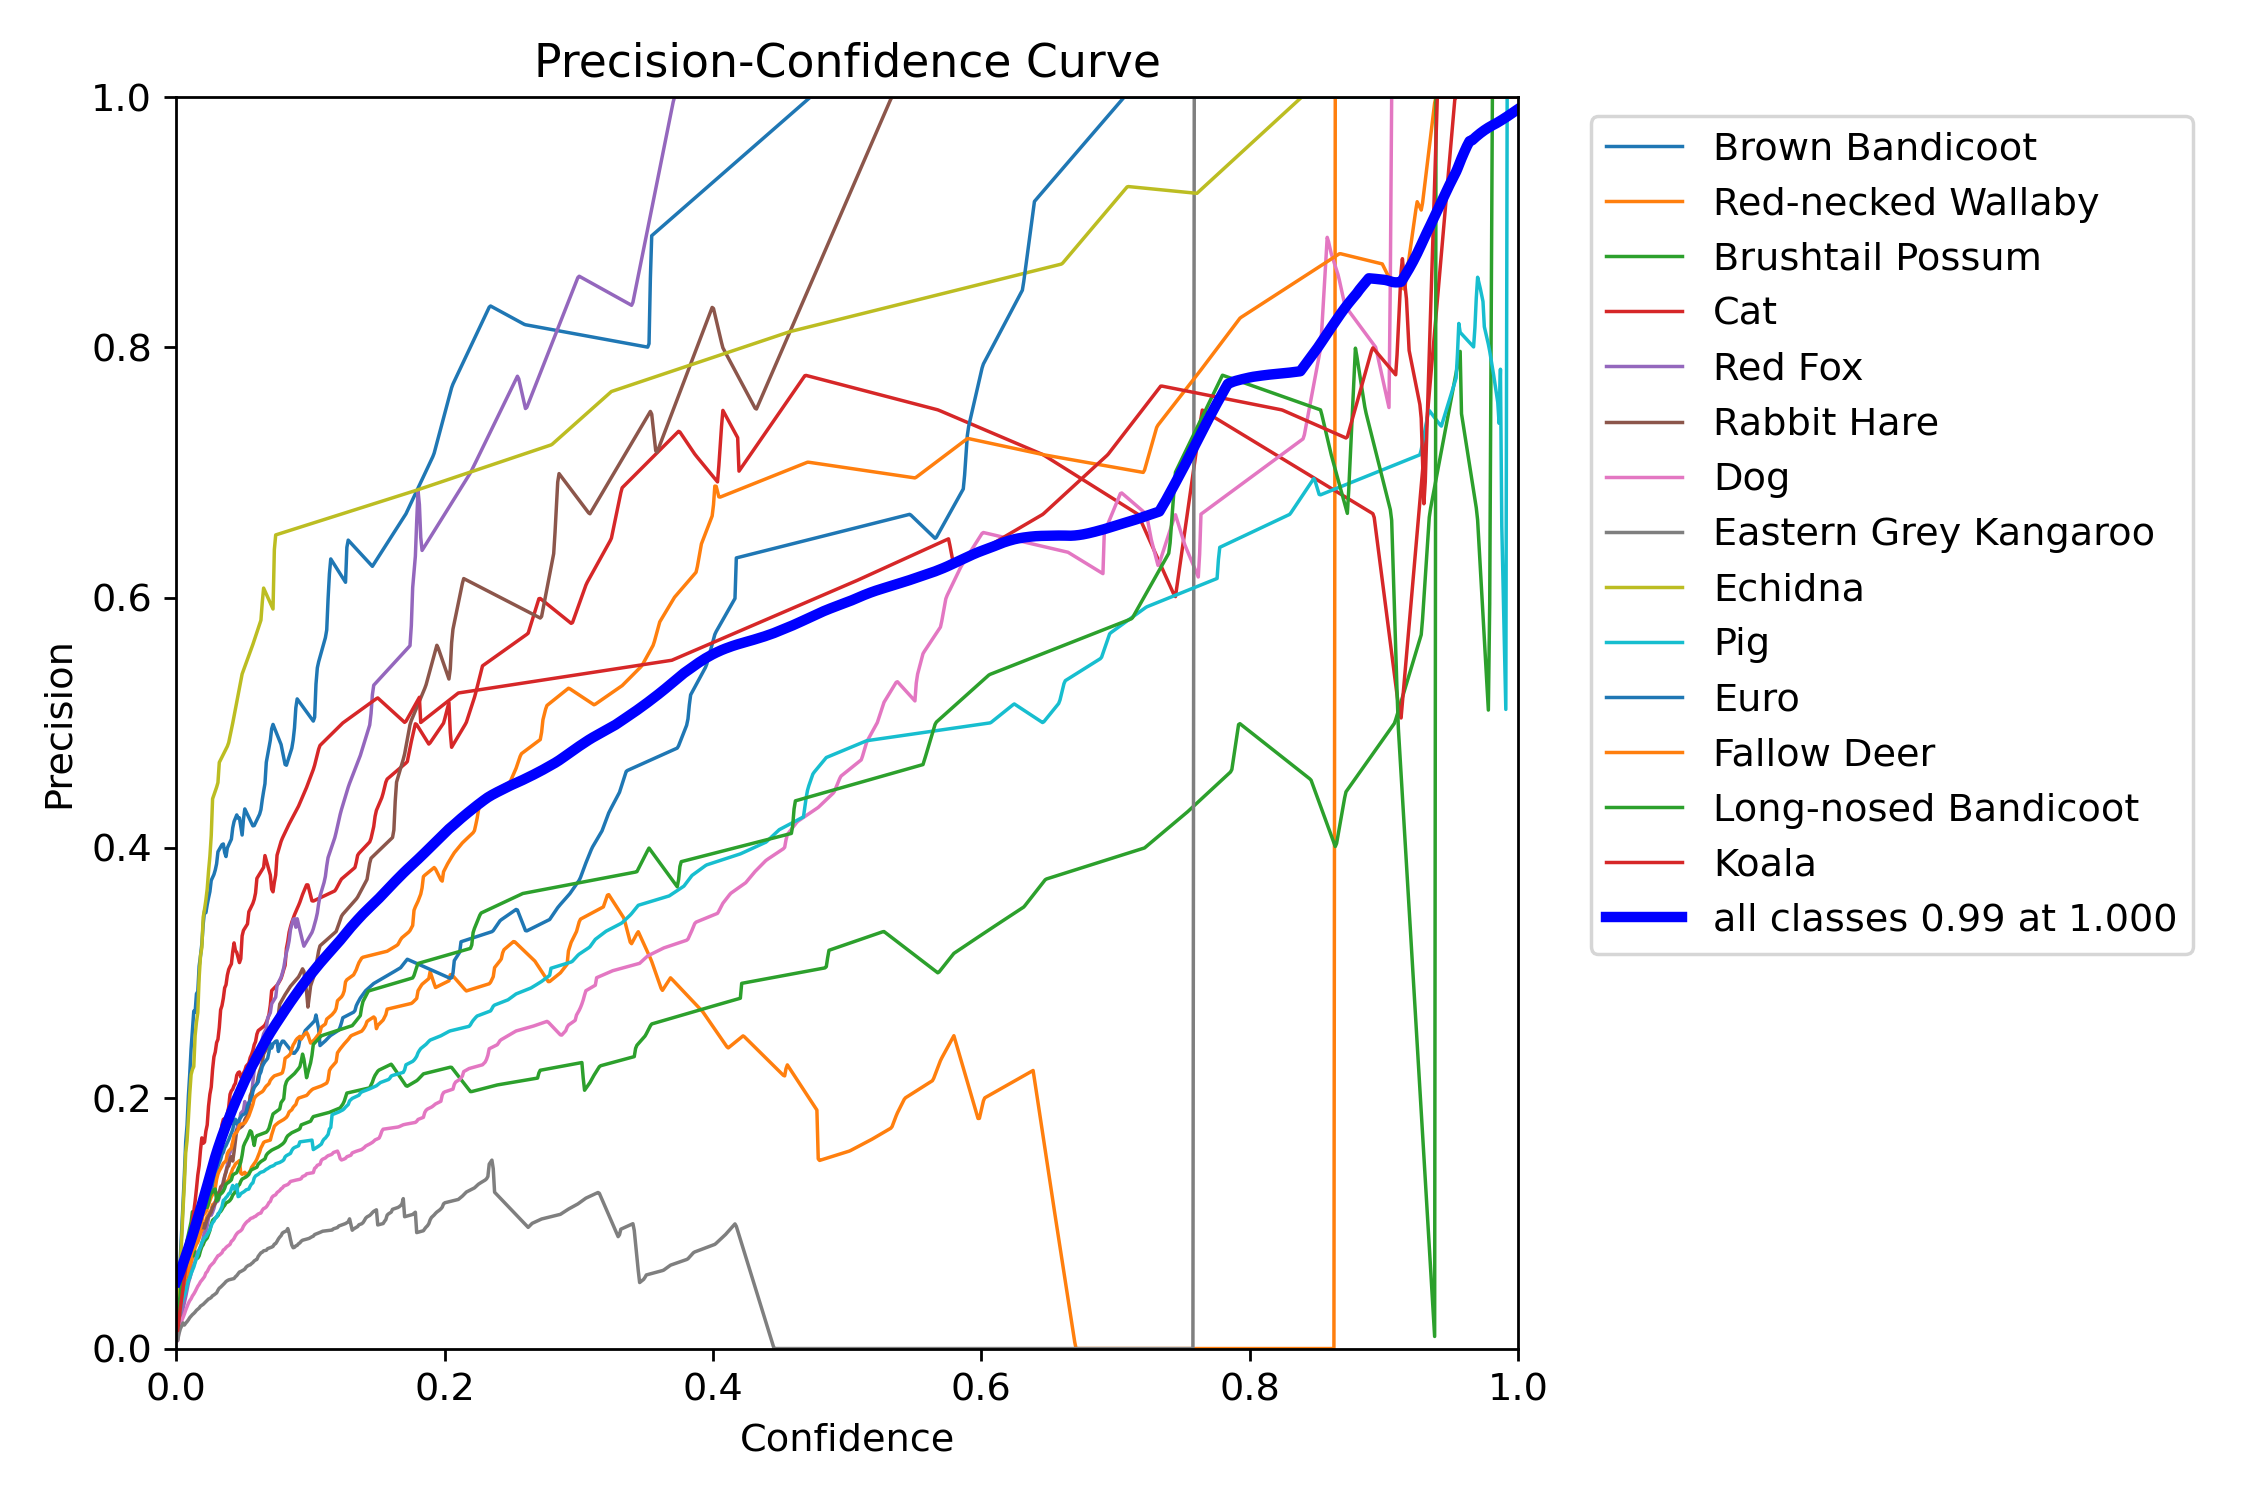 Precision-Confidence Curve
1.0
0.8
0.6
0.4
0.2
0.0
Precision
0.0 0.2 0.4 0.6 0.8 1.0
Confidence
Brown Bandicoot
Red-necked Wallaby
Brushtail Possum
Cat
Red Fox
Rabbit Hare
Dog
Eastern Grey Kangaroo
Echidna
Pig
Euro
Fallow Deer
Long-nosed Bandicoot
Koala
all classes 0.99 at 1.000